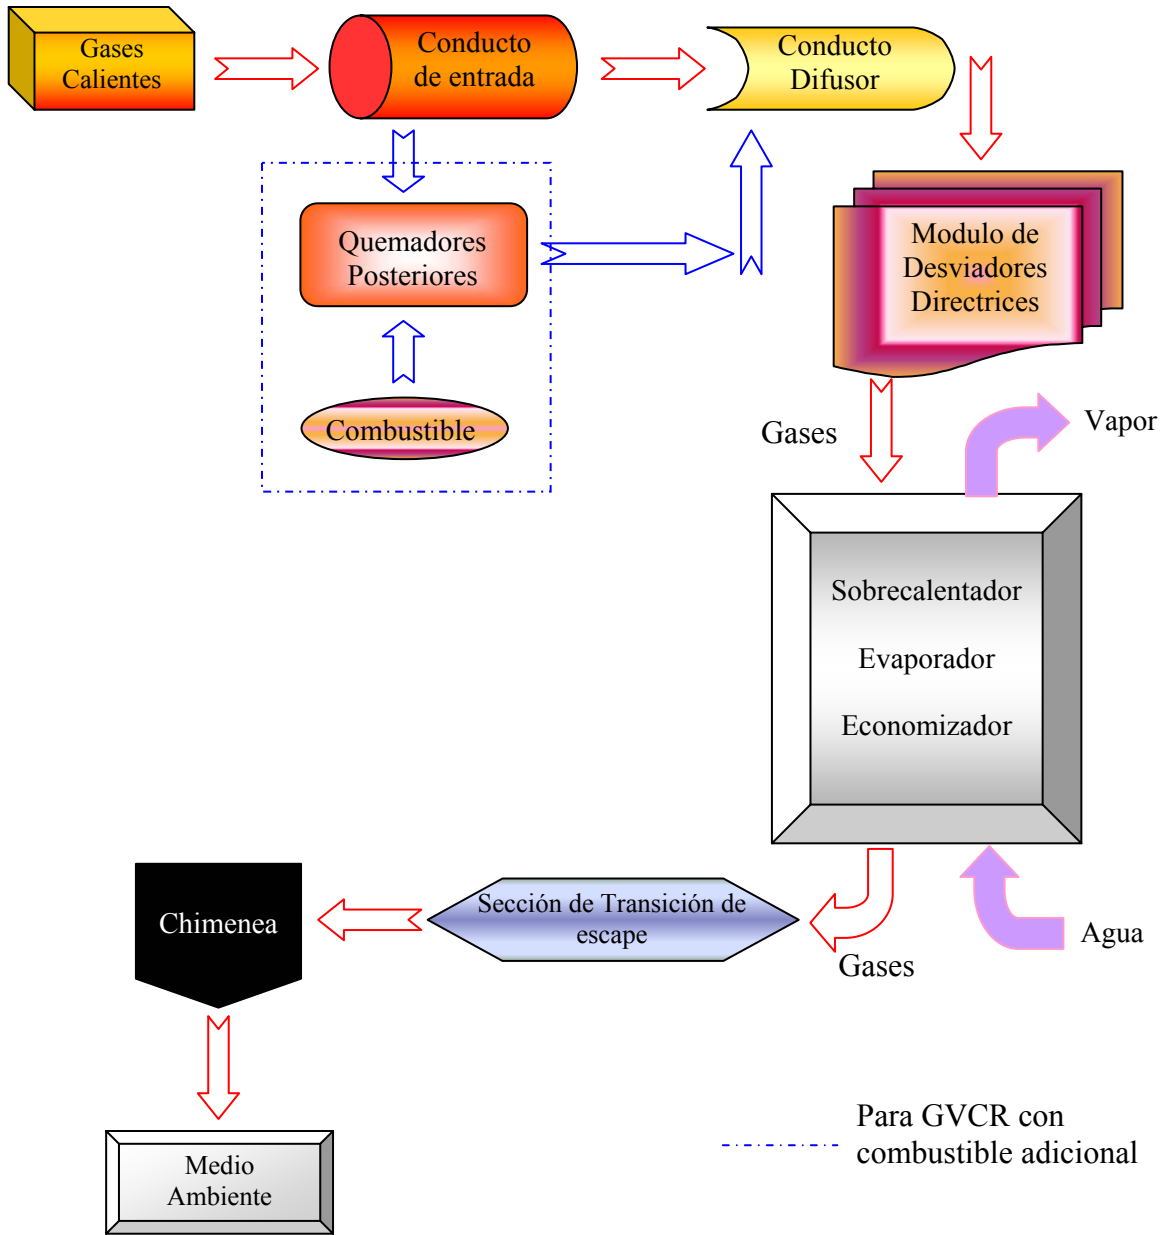 Gases
Calientes
Conducto
de entrada
Conducto
Difusor
Quemadores
Posteriores
Modulo de
Desviadores
Directrices
Combustible
Gases
Vapor
Sobrecalentador
Evaporador
Economizador
Chimenea
Sección de Transición de
escape
Agua
Gases
Para GVCR con
combustible adicional
Medio
Ambiente